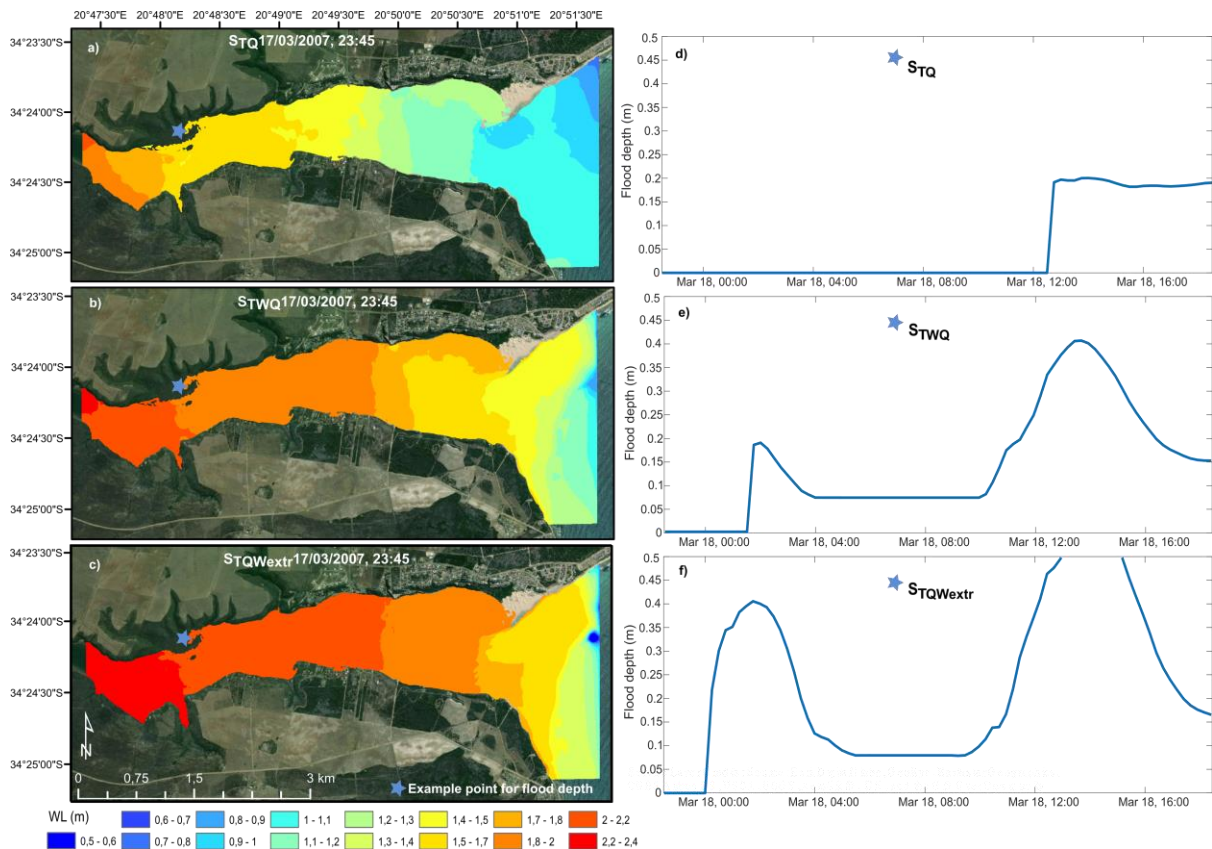 20°47'30"E 20°48'0"E 20°48'30"E 20°49'0"E 20°49'30"E 20°50'0"E 20°50'30"E 20°51'0"E 20°51'30"E
a)
STQ 17/03/2007, 23:45
34°23'30"S
34°24'00"S
34°24'30"S
34°25'00"S
b)
STWQ 17/03/2007, 23:45
34°23'30"S
34°24'00"S
34°24'30"S
34°25'00"S
c)
STQWextr 17/03/2007, 23:45
34°23'30"S
34°24'00"S
34°24'30"S
34°25'00"S
N
0 0.75 1.5 3 km
Example point for flood depth
WL (m)
0,6 - 0,7 0,8 - 0,9 1 - 1,1 1,2 - 1,3 1,4 - 1,5 1,7 - 1,8 2 - 2,2
0,5 - 0,6 0,7 - 0,8 0,9 - 1 1,1 - 1,2 1,3 - 1,4 1,5 - 1,7 1,8 - 2 2,2 - 2,4
d)
STQ
Flood depth (m)
0.5
0.45
0.4
0.35
0.3
0.25
0.2
0.15
0.1
0.05
0
Mar 18, 00:00 Mar 18, 04:00 Mar 18, 08:00 Mar 18, 12:00 Mar 18, 16:00
e)
STWQ
Flood depth (m)
0.5
0.45
0.4
0.35
0.3
0.25
0.2
0.15
0.1
0.05
0
Mar 18, 00:00 Mar 18, 04:00 Mar 18, 08:00 Mar 18, 12:00 Mar 18, 16:00
f)
STQWextr
Flood depth (m)
0.5
0.45
0.4
0.35
0.3
0.25
0.2
0.15
0.1
0.05
0
Mar 18, 00:00 Mar 18, 04:00 Mar 18, 08:00 Mar 18, 12:00 Mar 18, 16:00